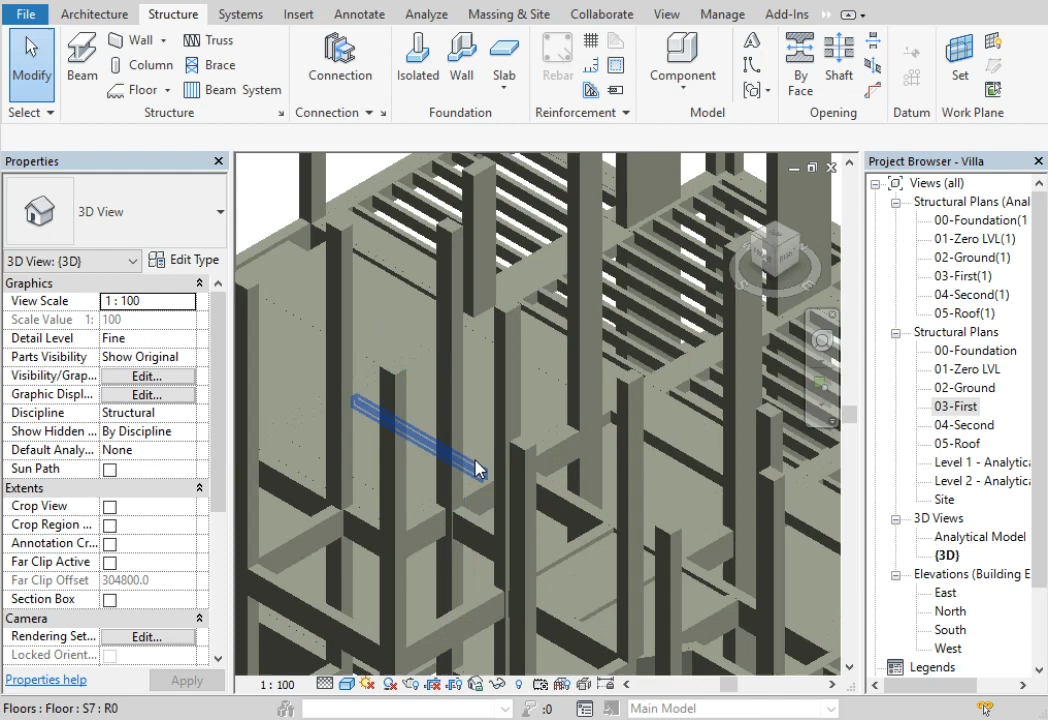 File Architecture Structure Systems Insert Annotate Analyze Massing & Site Collaborate View Manage Add-Ins
Modify Beam Wall Truss Column Brace Floor Beam System Connection Isolated Wall Slab Rebar Component By Face Shaft Set
Select Structure Connection Foundation Reinforcement Model Opening Datum Work Plane
Properties
3D View
3D View: {3D} Edit Type
Graphics
View Scale 1 : 100
Scale Value 1: 100
Detail Level Fine
Parts Visibility Show Original
Visibility/Grap... Edit...
Graphic Displ... Edit...
Discipline Structural
Show Hidden ... By Discipline
Default Analy... None
Sun Path
Extents
Crop View
Crop Region ...
Annotation Cr...
Far Clip Active
Far Clip Offset 304800.0
Section Box
Camera
Rendering Set... Edit...
Locked Orient...
Properties help Apply
1 : 100
Floors : Floor : S7 : R0 :0 Main Model
Project Browser - Villa
Views (all)
Structural Plans (Anal
00-Foundation(1
01-Zero LVL(1)
02-Ground(1)
03-First(1)
04-Second(1)
05-Roof(1)
Structural Plans
00-Foundation
01-Zero LVL
02-Ground
03-First
04-Second
05-Roof
Level 1 - Analytica
Level 2 - Analytica
Site
3D Views
Analytical Model
{3D}
Elevations (Building E
East
North
South
West
Legends